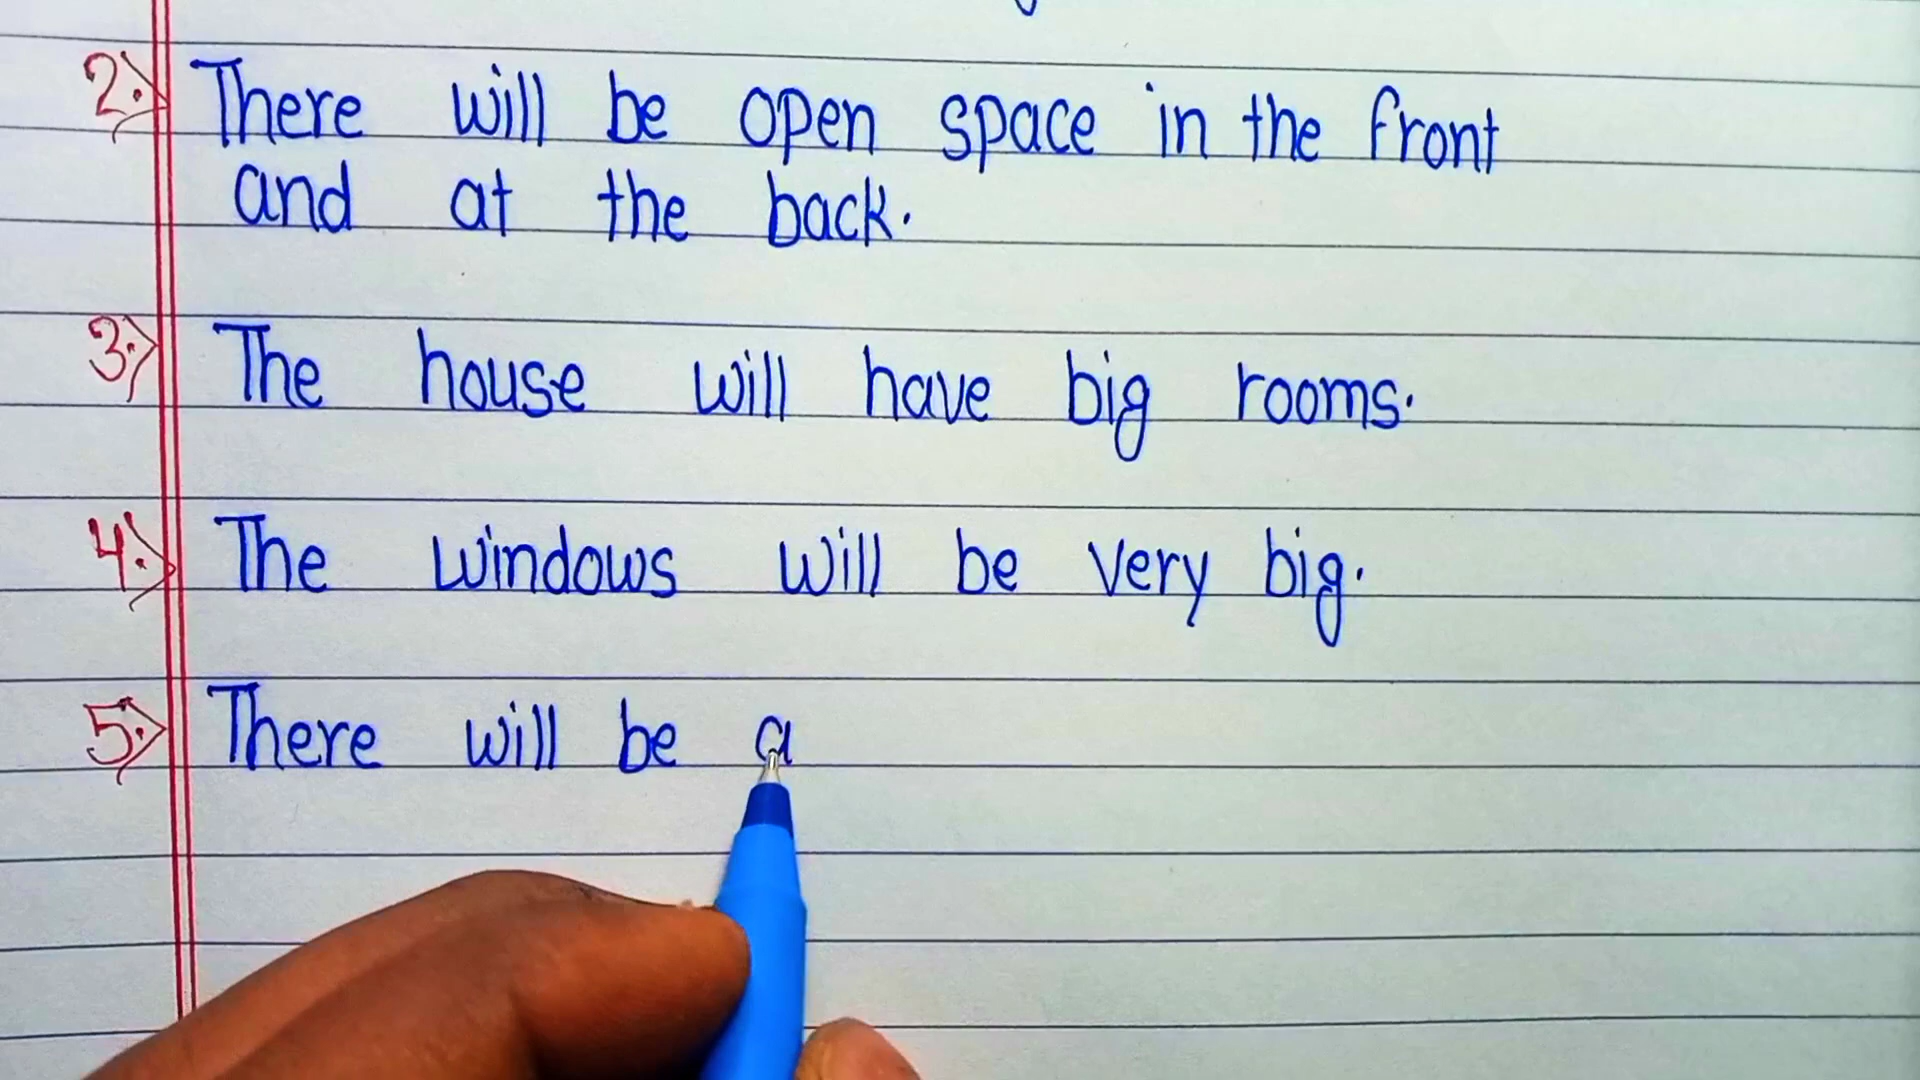 2. There will be open space in the front
and at the back.
3. The house will have big rooms.
4. The windows will be very big.
5. There will be a